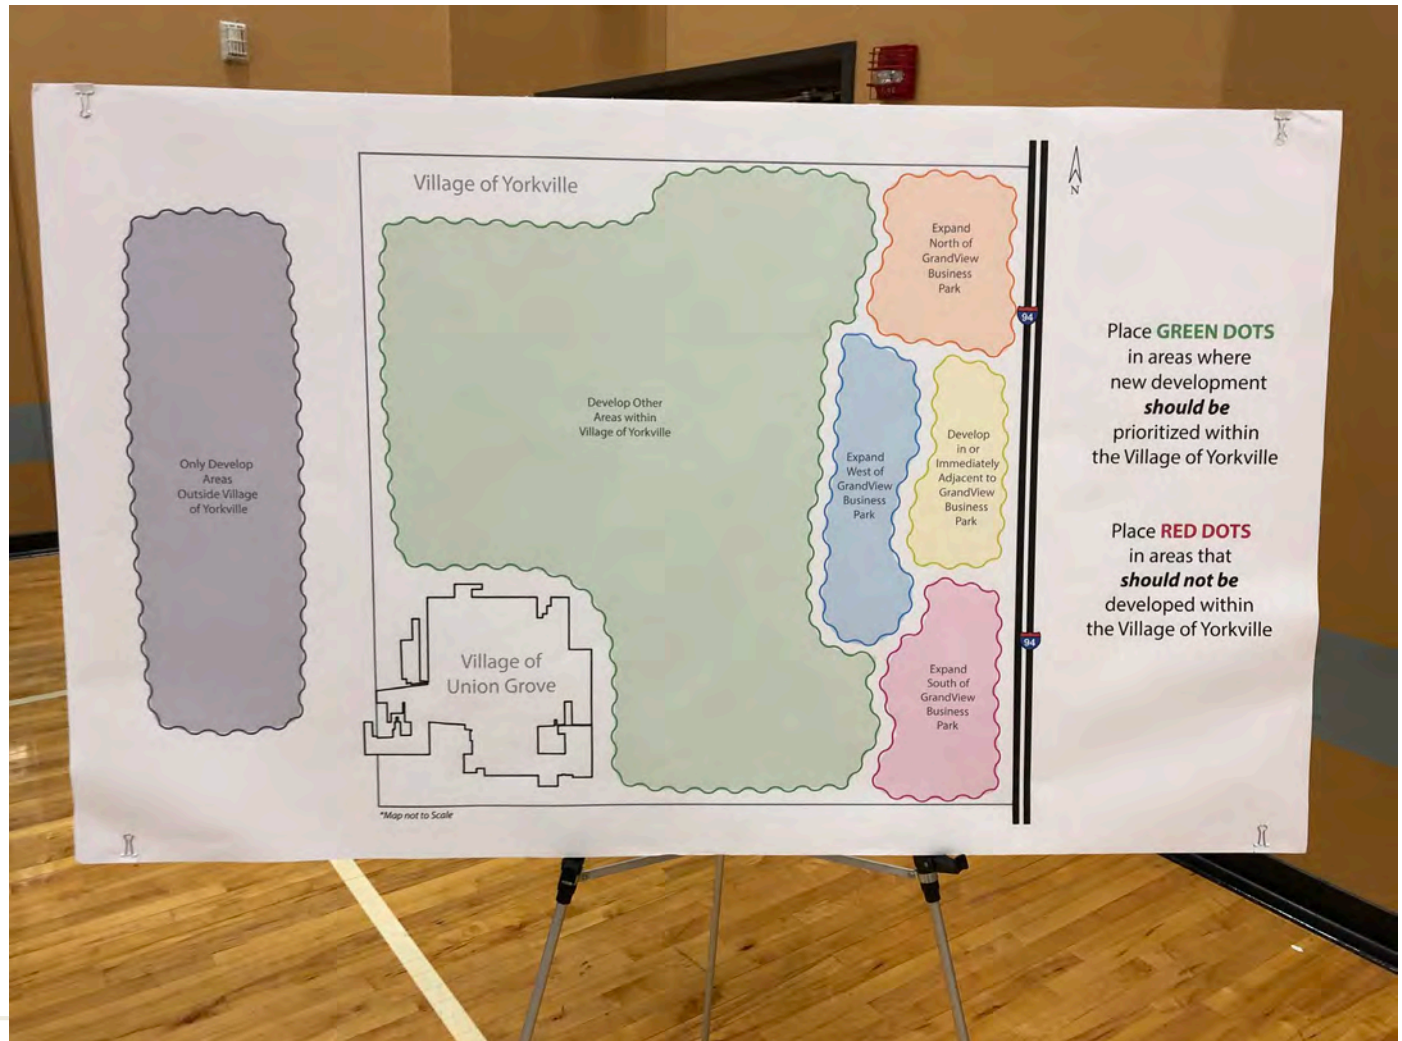 Village of Yorkville
Expand
North of
GrandView
Business
Park
N
94
Develop Other
Areas within
Village of Yorkville
Only Develop
Areas
Outside Village
of Yorkville
Expand
West of
GrandView
Business
Park
Develop
in or
Immediately
Adjacent to
GrandView
Business
Park
94
Village of
Union Grove
Expand
South of
GrandView
Business
Park
*Map not to Scale
Place GREEN DOTS
in areas where
new development
should be
prioritized within
the Village of Yorkville
Place RED DOTS
in areas that
should not be
developed within
the Village of Yorkville